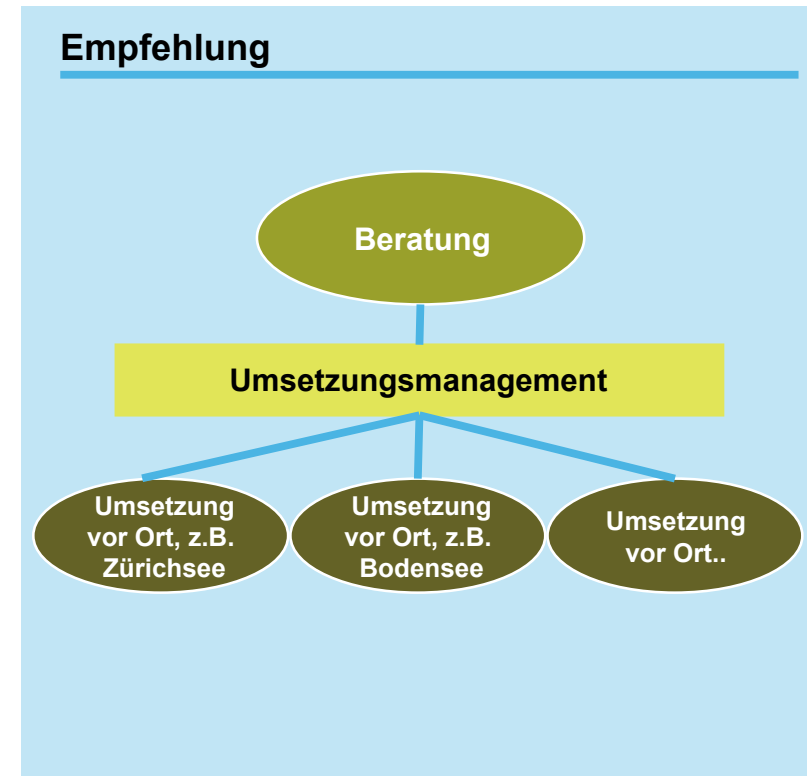 Empfehlung
Beratung
Umsetzungsmanagement
Umsetzung
vor Ort, z.B.
Zürichsee
Umsetzung
vor Ort, z.B.
Bodensee
Umsetzung
vor Ort..